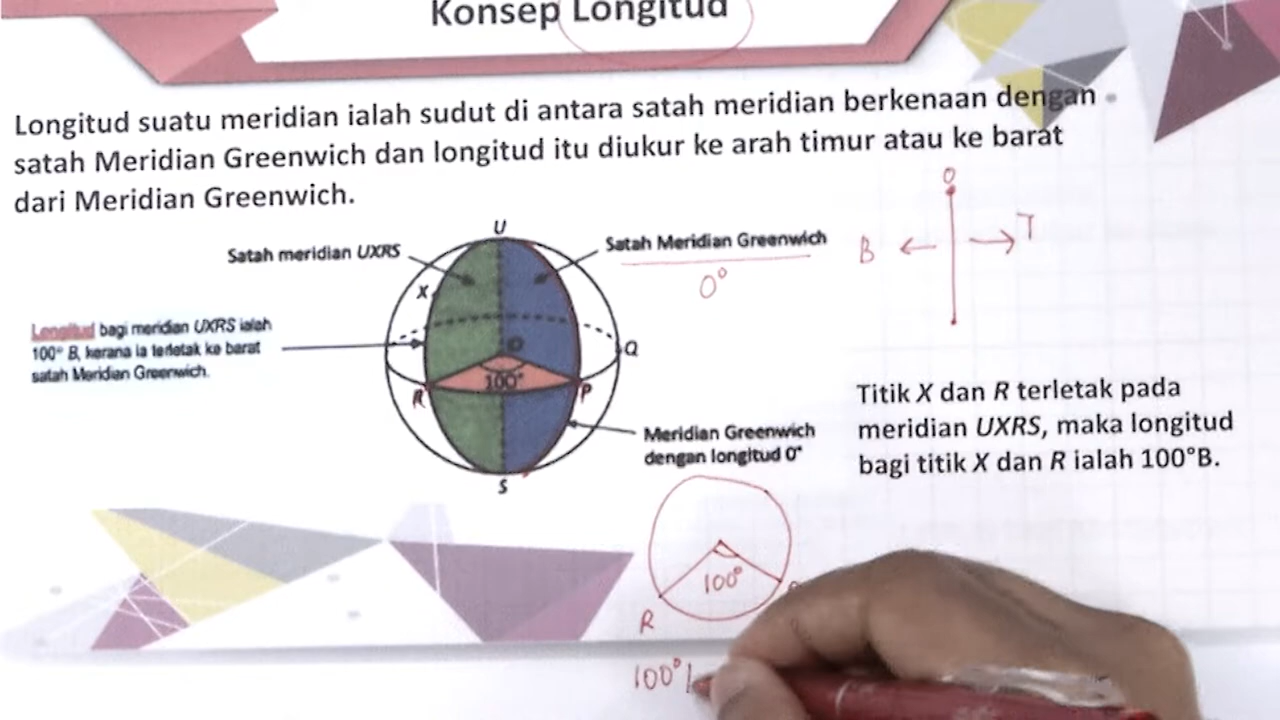 Konsep Longitud
Longitud suatu meridian ialah sudut di antara satah meridian berkenaan dengan
satah Meridian Greenwich dan longitud itu diukur ke arah timur atau ke barat
dari Meridian Greenwich.
U
Satah meridian UXRS
Satah Meridian Greenwich
0°
O
B
T
X
Longitud bagi meridian UXRS ialah
100° B, kerana ia terletak ke barat
satah Meridian Greenwich.
O
Q
100°
R
P
Meridian Greenwich
dengan longitud 0°
S
Titik X dan R terletak pada
meridian UXRS, maka longitud
bagi titik X dan R ialah 100°B.
100°
R
100°